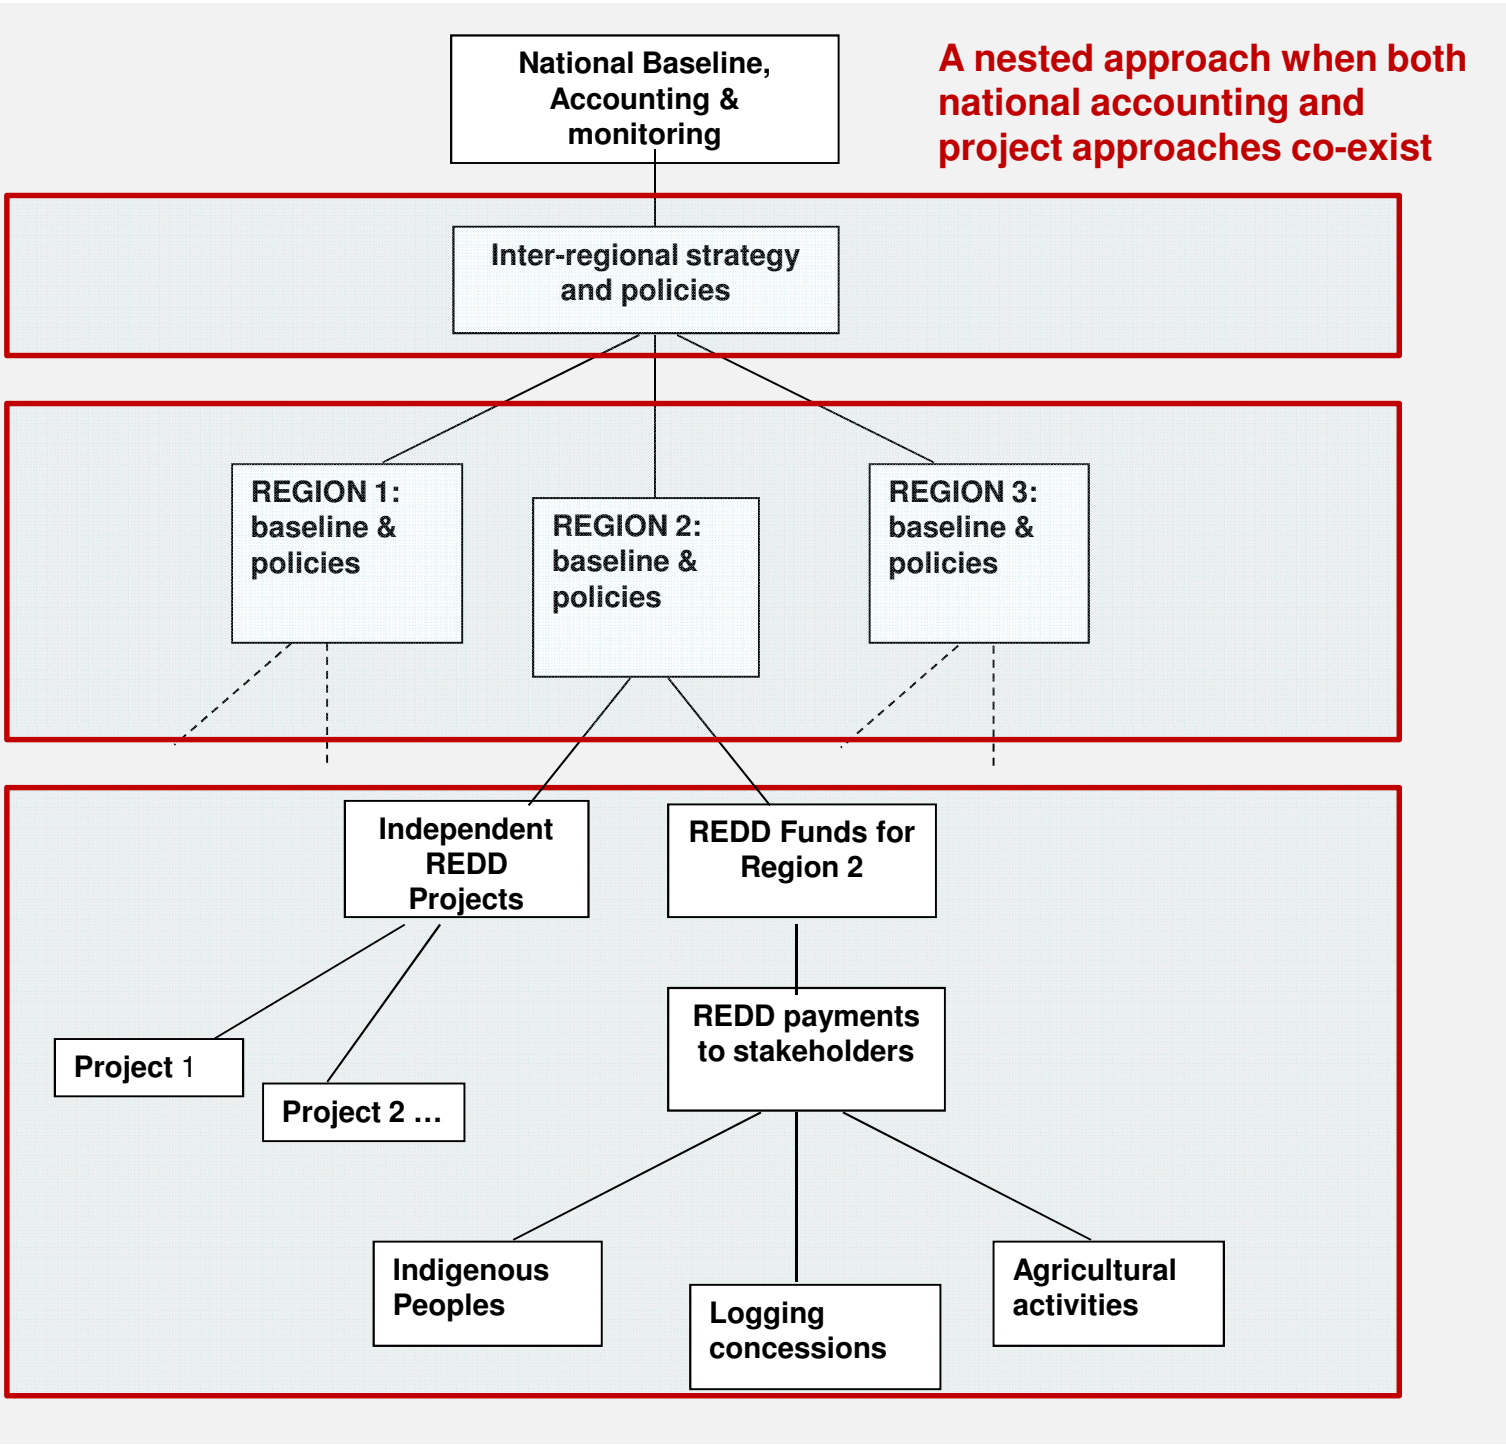 National Baseline,
Accounting &
monitoring
A nested approach when both
national accounting and
project approaches co-exist
Inter-regional strategy
and policies
REGION 1:
baseline &
policies
REGION 2:
baseline &
policies
REGION 3:
baseline &
policies
Independent
REDD
Projects
REDD Funds for
Region 2
REDD payments
to stakeholders
Project 1
Project 2 ...
Indigenous
Peoples
Logging
concessions
Agricultural
activities